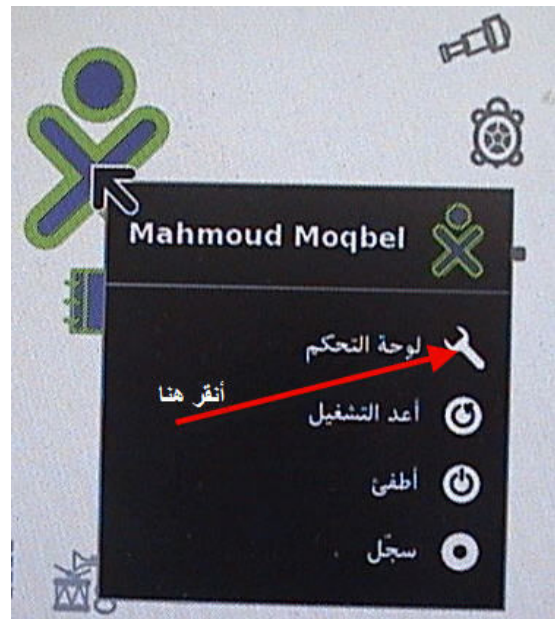 Mahmoud Moqbel
لوحة التحكم
أنقر هنا
أعد التشغيل
أطفئ
سجّل